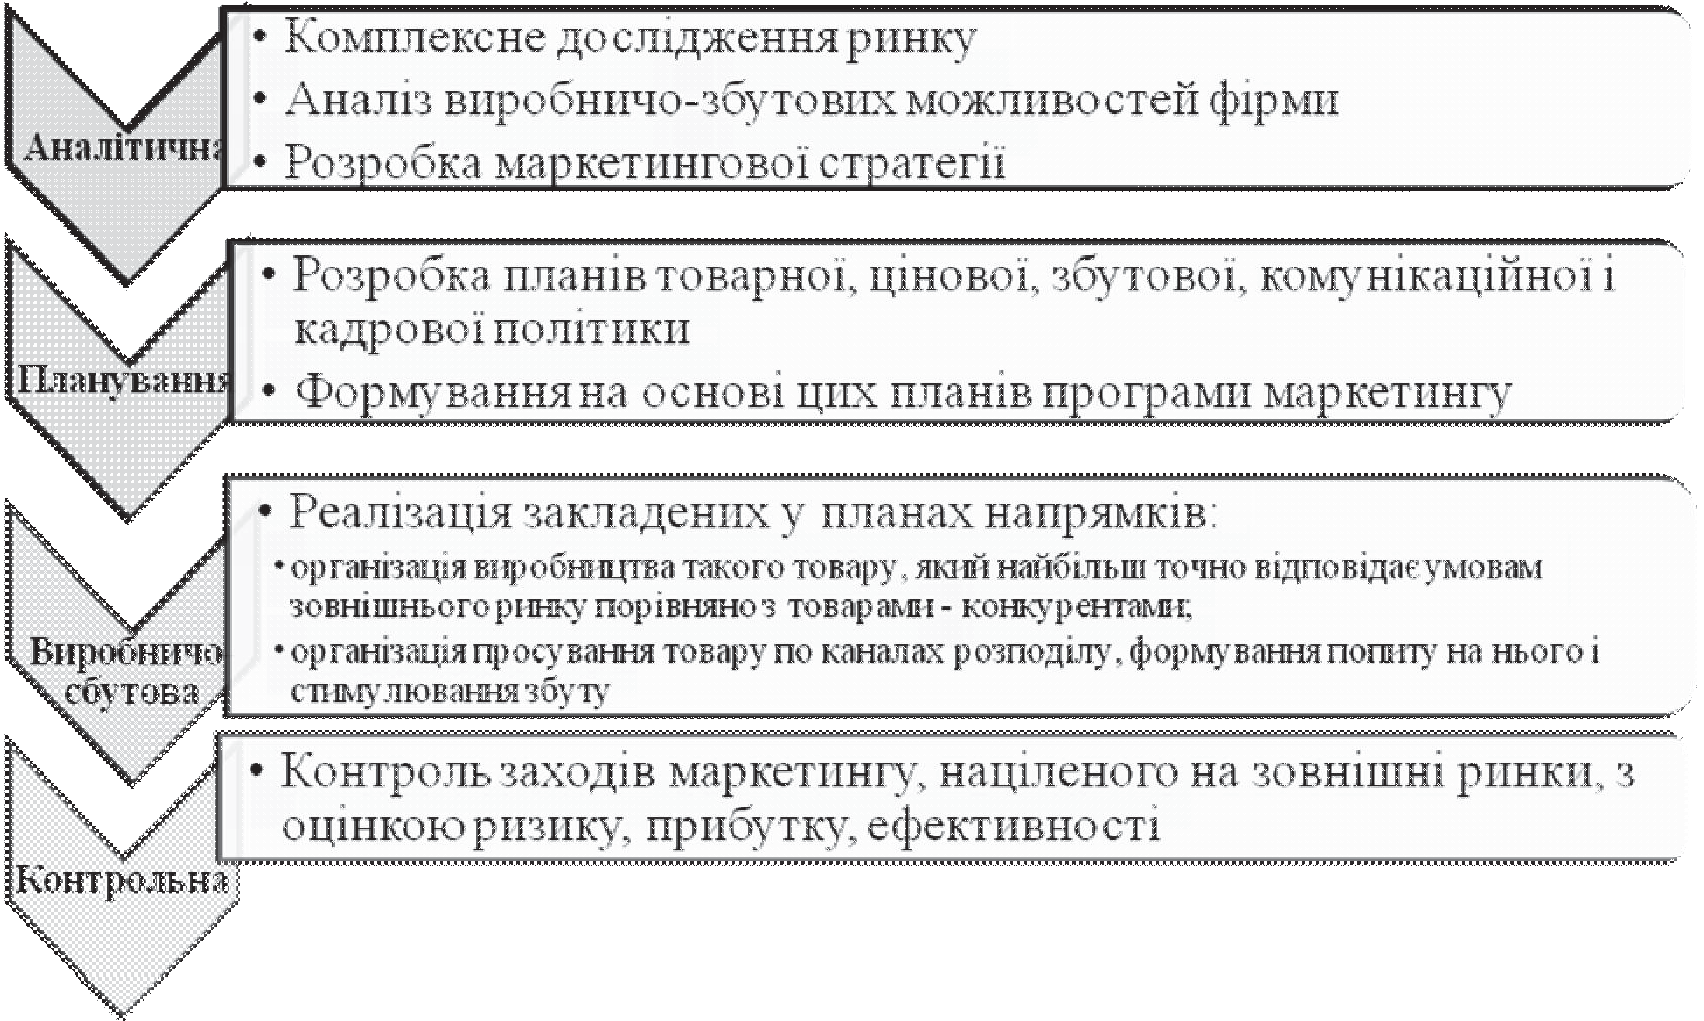 Аналітична
• Комплексне дослідження ринку
• Аналіз виробничо-збутових можливостей фірми
• Розробка маркетингової стратегії
Планування
• Розробка планів товарної, цінової, збутової, комунікаційної і
кадрової політики
• Формування на основі цих планів програми маркетингу
Виробничо
сбутова
• Реалізація закладених у планах напрямків:
• організація виробництва такого товару, який найбільш точно відповідає умовам
зовнішнього ринку порівняно з товарами - конкурентами;
• організація просування товару по каналах розподілу, формування попиту на нього і
стимулювання збуту
Контрольна
• Контроль заходів маркетингу, націленого на зовнішні ринки, з
оцінкою ризику, прибутку, ефективності